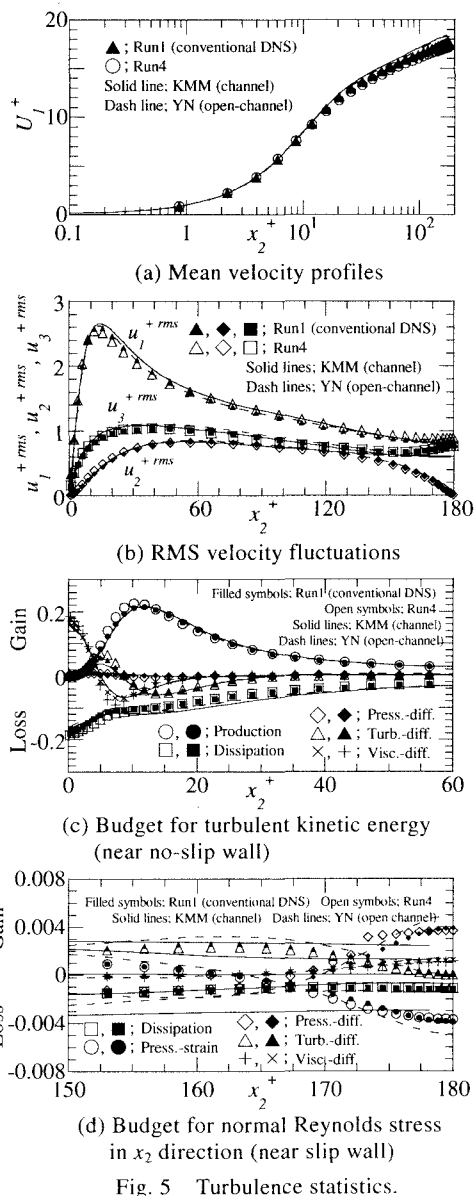 20
▲ ; Run1 (conventional DNS)
○ ; Run4
Solid line; KMM (channel)
Dash line; YN (open-channel)
U₁⁺
10
0
0.1 1 10¹ 10²
x₂⁺
(a) Mean velocity profiles
3
u₁⁺ʳᵐˢ
▲, ◆, ■ ; Run1 (conventional DNS)
△, ◇, □ ; Run4
Solid lines; KMM (channel)
Dash lines; YN (open-channel)
u₁⁺ʳᵐˢ, u₂⁺ʳᵐˢ, u₃⁺ʳᵐˢ
2
u₃⁺ʳᵐˢ
1
u₂⁺ʳᵐˢ
0
0 30 60 90 120 150 180
x₂⁺
(b) RMS velocity fluctuations
Filled symbols; Run1 (conventional DNS)
Open symbols; Run4
Solid lines; KMM (channel)
Dash lines; YN (open-channel)
0.2
Gain
0
Loss
-0.2
○, ● ; Production
□, ■ ; Dissipation
◇, ◆ ; Press.-diff.
△, ▲ ; Turb.-diff.
×, + ; Visc.-diff.
0 20 40 60
x₂⁺
(c) Budget for turbulent kinetic energy
(near no-slip wall)
0.008
Filled symbols; Run1 (conventional DNS) Open symbols; Run4
Solid lines; KMM (channel) Dash lines; YN (open channel)
0.004
0
-0.004
□, ■ ; Dissipation
○, ● ; Press.-strain
◇, ◆ ; Press.-diff.
△, ▲ ; Turb.-diff.
+, × ; Visc.-diff.
-0.008
150 160 170 180
x₂⁺
(d) Budget for normal Reynolds stress
in x₂ direction (near slip wall)
Fig. 5 Turbulence statistics.